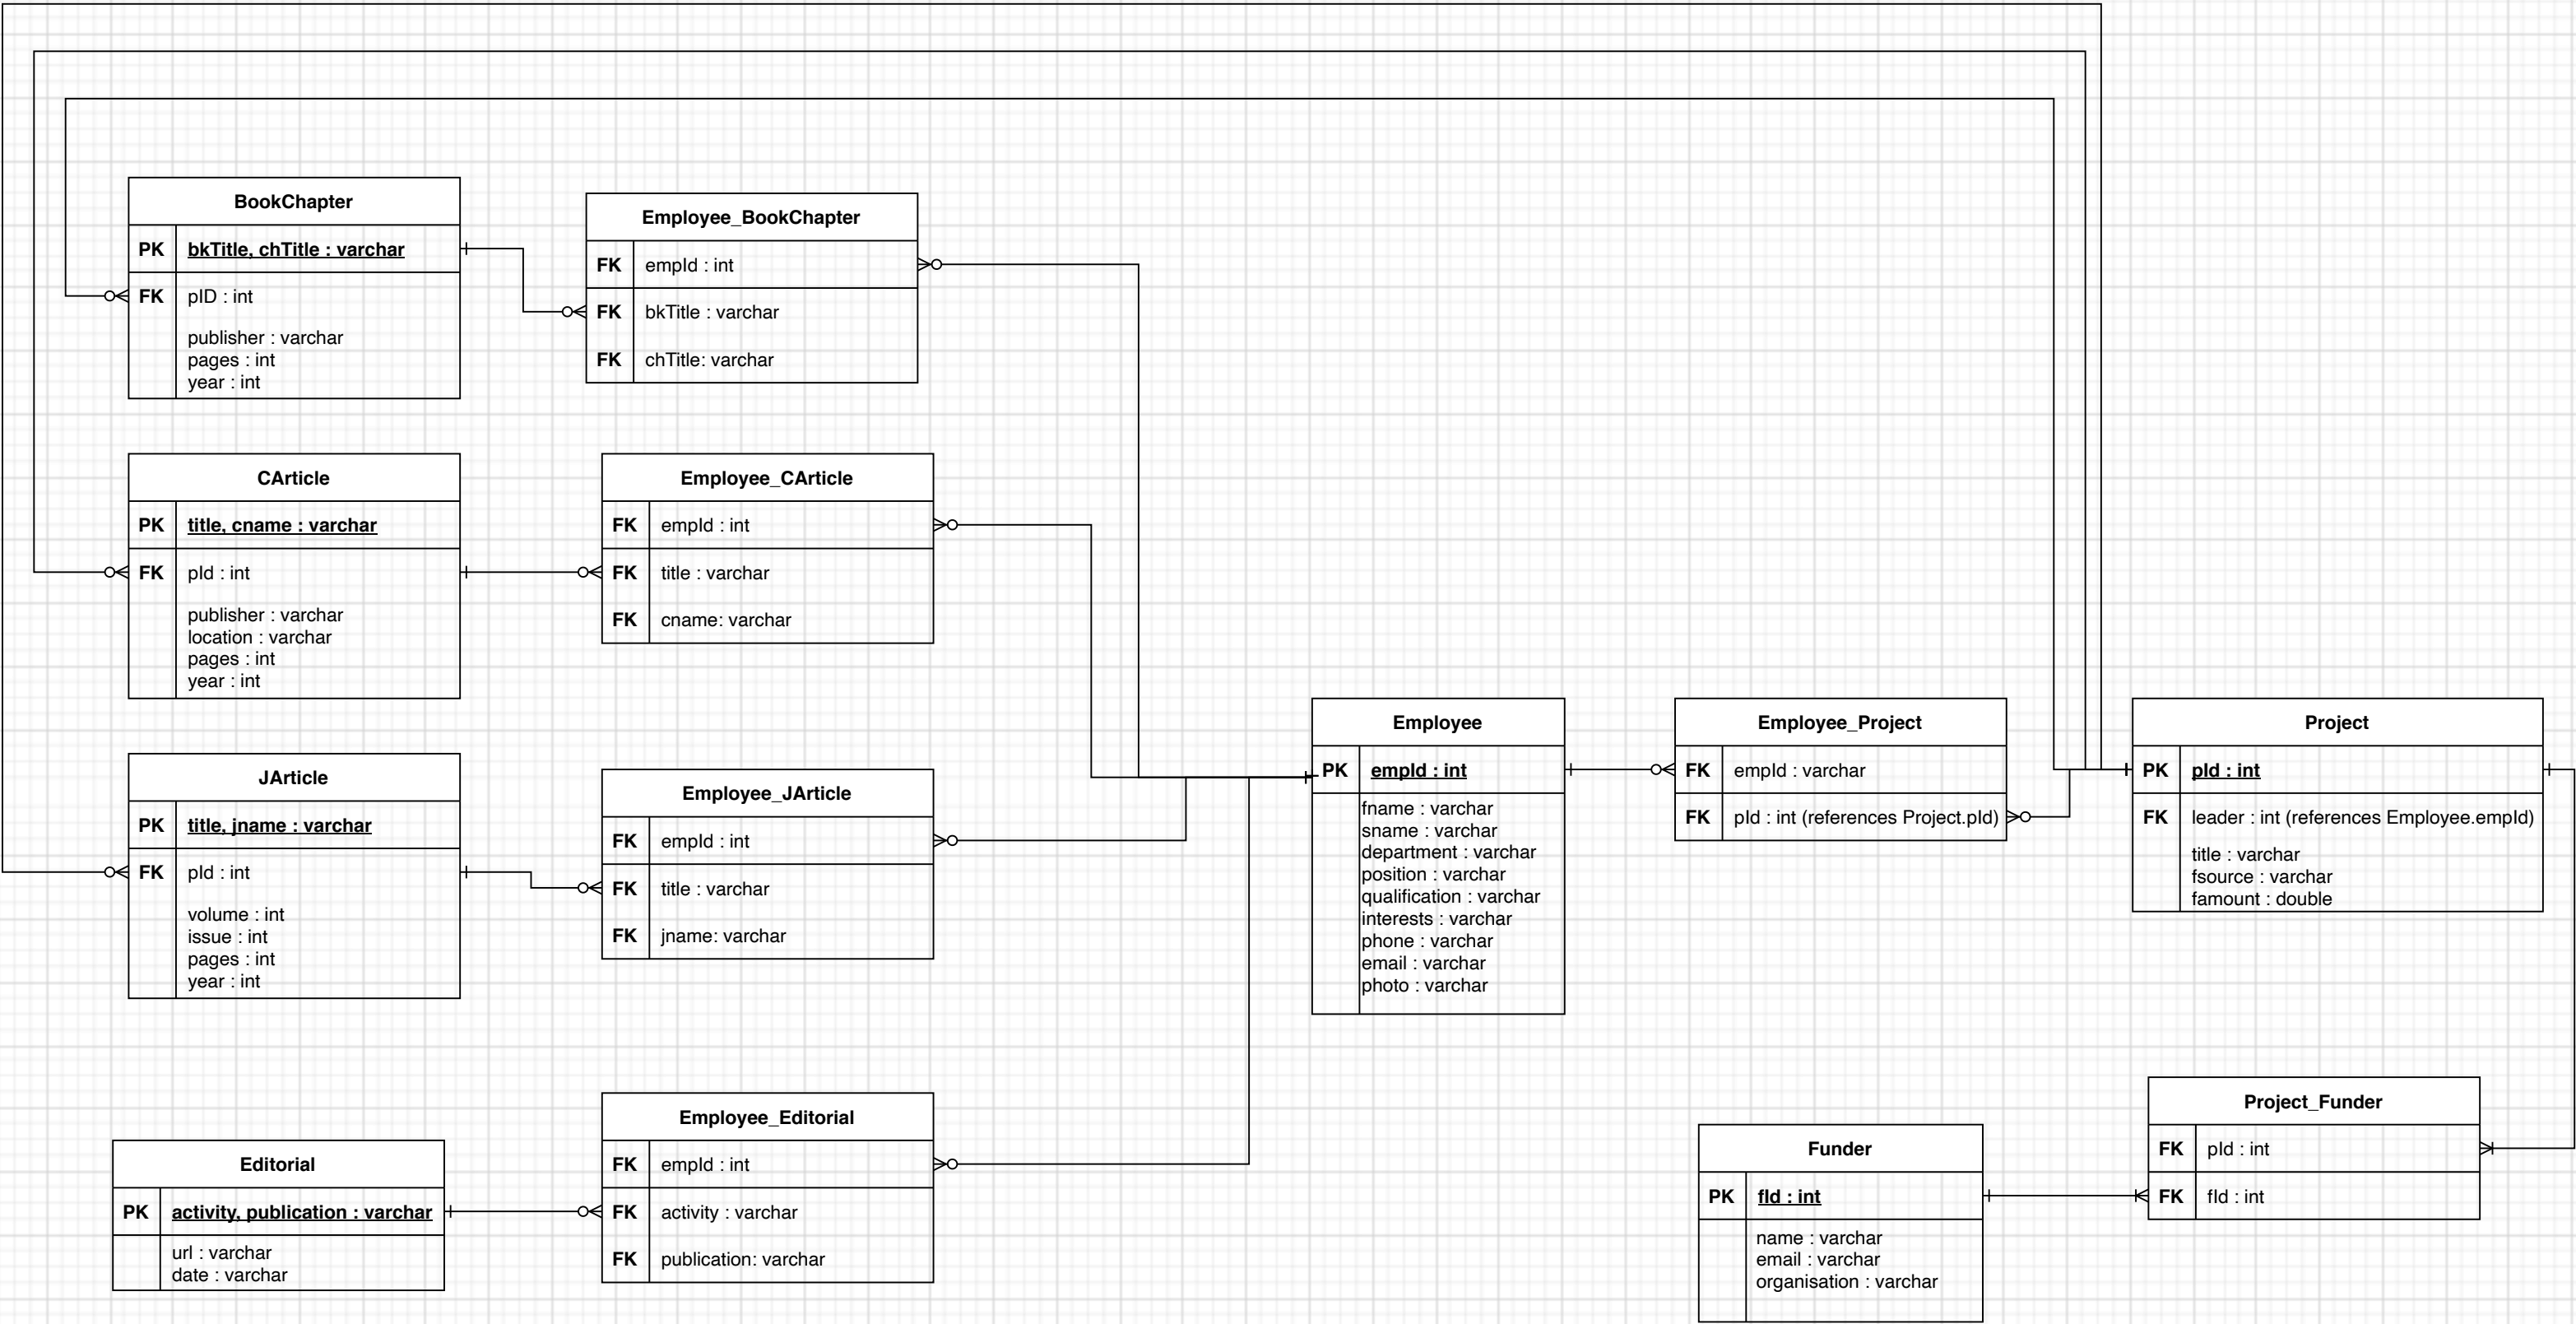 BookChapter
PK bkTitle, chTitle : varchar
FK pID : int
publisher : varchar
pages : int
year : int
Employee_BookChapter
FK empId : int
FK bkTitle : varchar
FK chTitle: varchar
CArticle
PK title, cname : varchar
FK pId : int
publisher : varchar
location : varchar
pages : int
year : int
Employee_CArticle
FK empId : int
FK title : varchar
FK cname: varchar
JArticle
PK title, jname : varchar
FK pId : int
volume : int
issue : int
pages : int
year : int
Employee_JArticle
FK empId : int
FK title : varchar
FK jname: varchar
Employee
PK empId : int
fname : varchar
sname : varchar
department : varchar
position : varchar
qualification : varchar
interests : varchar
phone : varchar
email : varchar
photo : varchar
Employee_Project
FK empId : varchar
FK pId : int (references Project.pId)
Project
PK pId : int
FK leader : int (references Employee.empId)
title : varchar
fsource : varchar
famount : double
Editorial
PK activity, publication : varchar
url : varchar
date : varchar
Employee_Editorial
FK empId : int
FK activity : varchar
FK publication: varchar
Funder
PK fId : int
name : varchar
email : varchar
organisation : varchar
Project_Funder
FK pId : int
FK fId : int